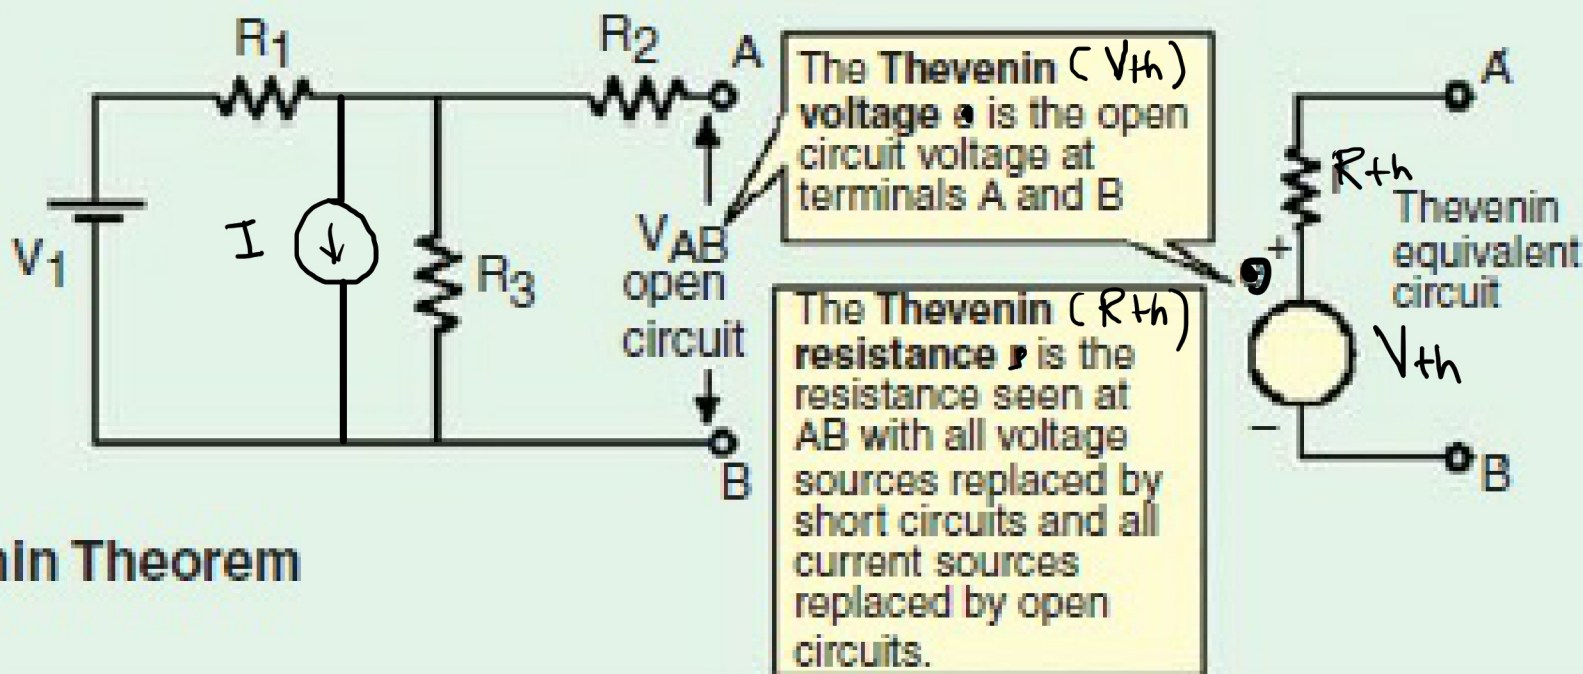 R1
R2
A
V1
I
R3
VAB
open
circuit
B
The Thevenin (Vth)
voltage is the open
circuit voltage at
terminals A and B
The Thevenin (Rth)
resistance is the
resistance seen at
AB with all voltage
sources replaced by
short circuits and all
current sources
replaced by open
circuits.
A
Rth
Thevenin
equivalent
circuit
+
Vth
−
B
Theorem